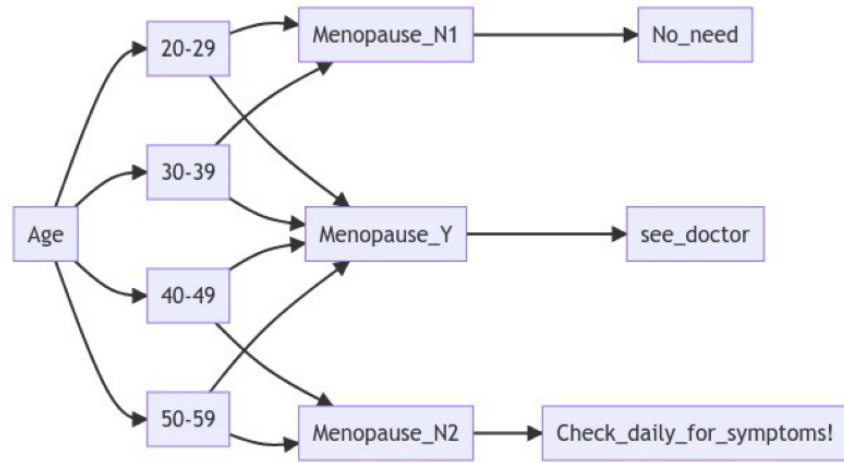 Age
20-29
30-39
40-49
50-59
Menopause_N1
Menopause_Y
Menopause_N2
No_need
see_doctor
Check_daily_for_symptoms!